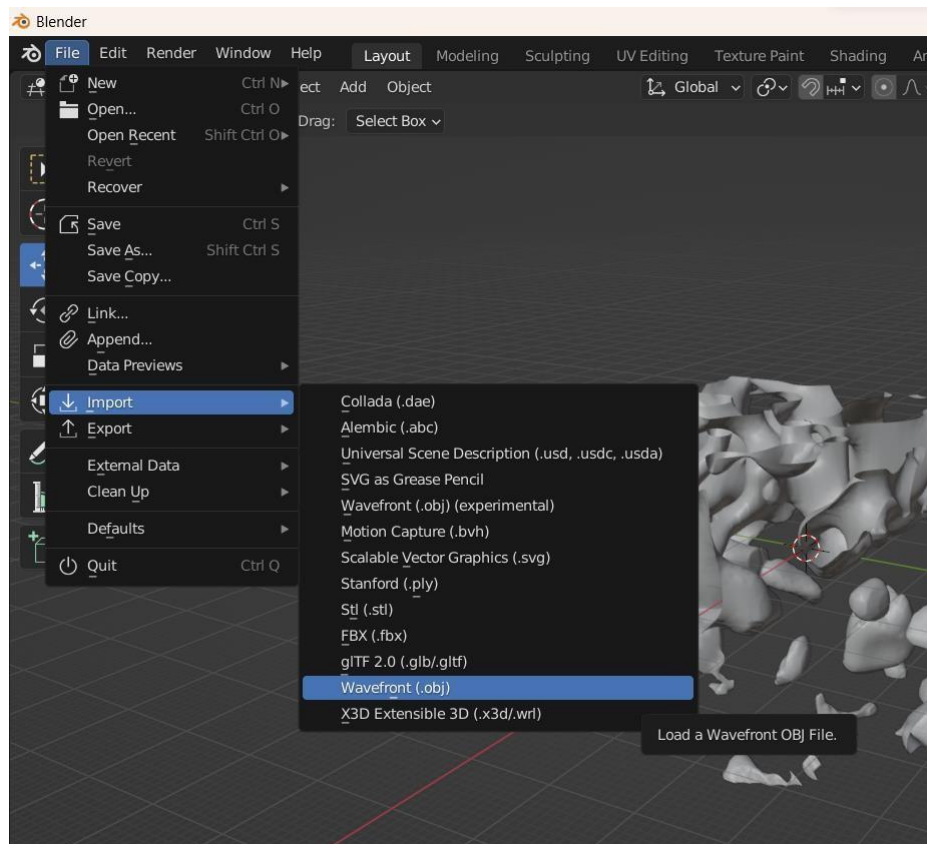 Blender
File Edit Render Window Help Layout Modeling Sculpting UV Editing Texture Paint Shading
New Ctrl N
ect Add Object Global
Open... Ctrl O
Drag: Select Box
Open Recent Shift Ctrl O
Revert
Recover
Save Ctrl S
Save As... Shift Ctrl S
Save Copy...
Link...
Append...
Data Previews
Import
Export
External Data
Clean Up
Defaults
Quit Ctrl Q
Collada (.dae)
Alembic (.abc)
Universal Scene Description (.usd, .usdc, .usda)
SVG as Grease Pencil
Wavefront (.obj) (experimental)
Motion Capture (.bvh)
Scalable Vector Graphics (.svg)
Stanford (.ply)
Stl (.stl)
FBX (.fbx)
glTF 2.0 (.glb/.gltf)
Wavefront (.obj)
X3D Extensible 3D (.x3d/.wrl)
Load a Wavefront OBJ File.